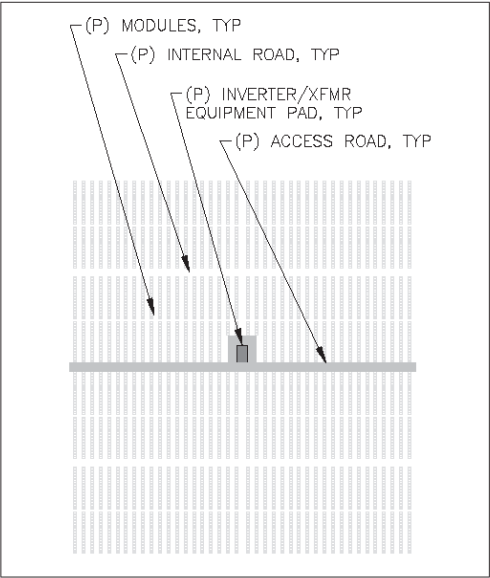 (P) MODULES, TYP
(P) INTERNAL ROAD, TYP
(P) INVERTER/XFMR
EQUIPMENT PAD, TYP
(P) ACCESS ROAD, TYP